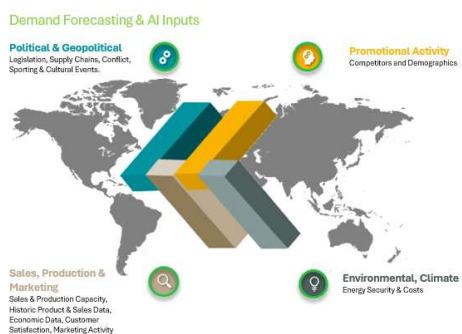 Demand Forecasting & AI Inputs
Political & Geopolitical
Legislation, Supply Chains, Conflict,
Sporting & Cultural Events.
Promotional Activity
Competitors and Demographics
Sales, Production &
Marketing
Sales & Production Capacity,
Historic Product & Sales Data,
Economic Data, Customer
Satisfaction, Marketing Activity
Environmental, Climate
Energy Security & Costs